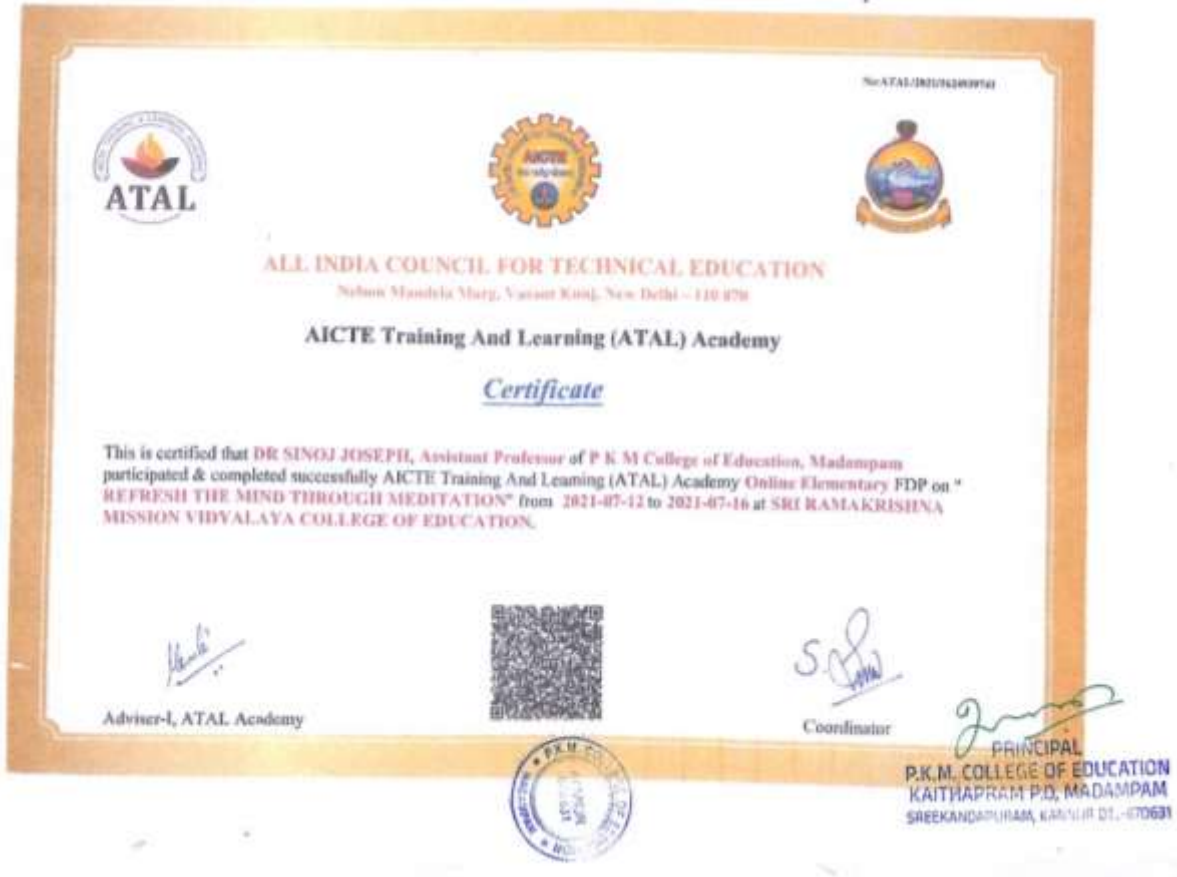 ATAL
AICTE
ALL INDIA COUNCIL FOR TECHNICAL EDUCATION
Nelson Mandela Marg, Vasant Kunj, New Delhi – 110 070
AICTE Training And Learning (ATAL) Academy
Certificate
This is certified that DR SINOJ JOSEPH, Assistant Professor of P K M College of Education, Madampam
participated & completed successfully AICTE Training And Learning (ATAL) Academy Online Elementary FDP on "
REFRESH THE MIND THROUGH MEDITATION" from 2021-07-12 to 2021-07-16 at SRI RAMAKRISHNA
MISSION VIDYALAYA COLLEGE OF EDUCATION.
Adviser-I, ATAL Academy
Coordinator
PRINCIPAL
P.K.M. COLLEGE OF EDUCATION
KAITHAPRAM P.O, MADAMPAM
SREEKANDAPURAM, KANNUR DT.-670631